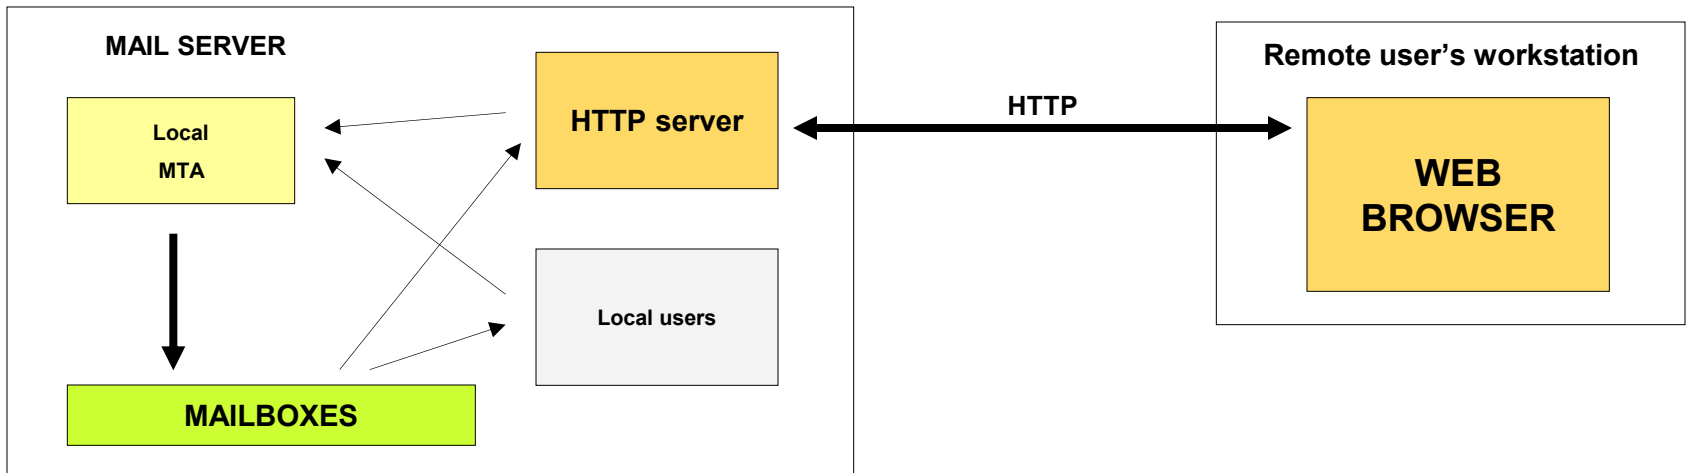 MAIL SERVER
Local
MTA
HTTP server
Local users
MAILBOXES
HTTP
Remote user’s workstation
WEB
BROWSER